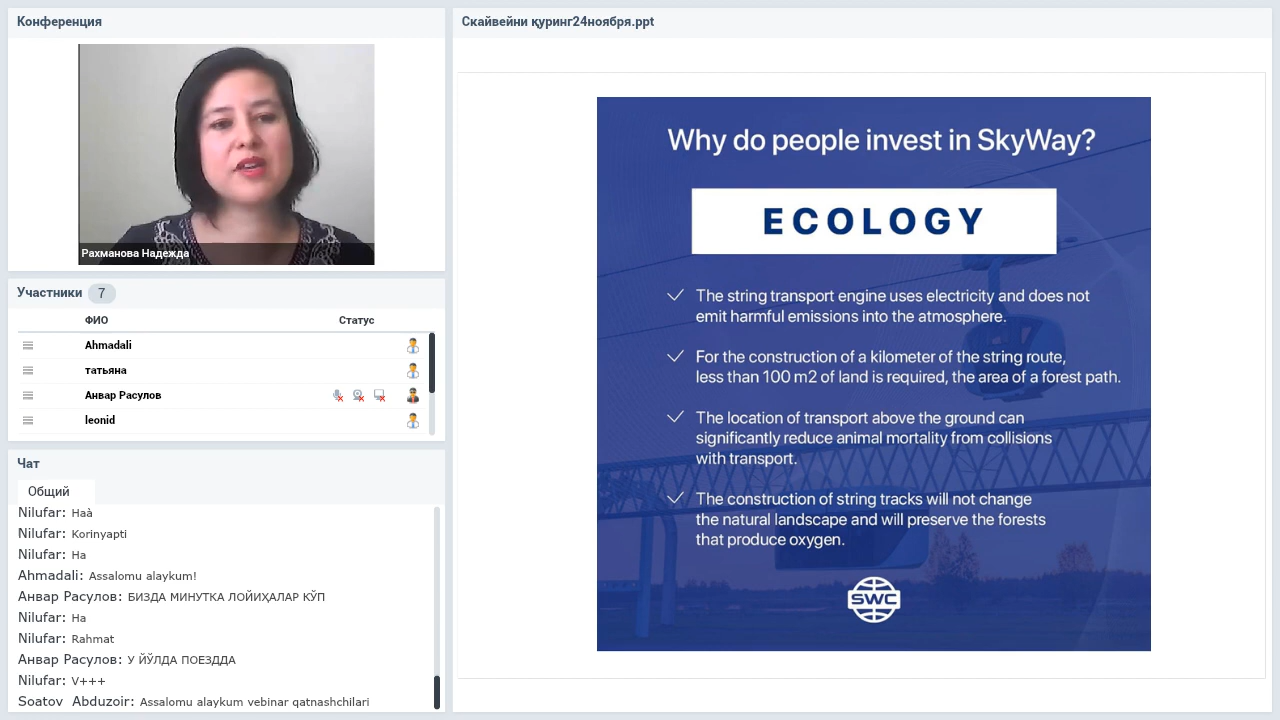 Конференция
Рахманова Надежда
Участники 7
ФИО Статус
Ahmadali
татьяна
Анвар Расулов
leonid
Чат
Общий
Nilufar: Haà
Nilufar: Korinyapti
Nilufar: Ha
Ahmadali: Assalomu alaykum!
Анвар Расулов: БИЗДА МИНУТКА ЛОЙИҲАЛАР КЎП
Nilufar: Ha
Nilufar: Rahmat
Анвар Расулов: У ЙЎЛДА ПОЕЗДДА
Nilufar: V+++
Soatov Abduzoir: Assalomu alaykum vebinar qatnashchilari
Скайвейни қуринг24ноября.ppt
Why do people invest in SkyWay?
ECOLOGY
The string transport engine uses electricity and does not
emit harmful emissions into the atmosphere.
For the construction of a kilometer of the string route,
less than 100 m2 of land is required, the area of a forest path.
The location of transport above the ground can
significantly reduce animal mortality from collisions
with transport.
The construction of string tracks will not change
the natural landscape and will preserve the forests
that produce oxygen.
SWC